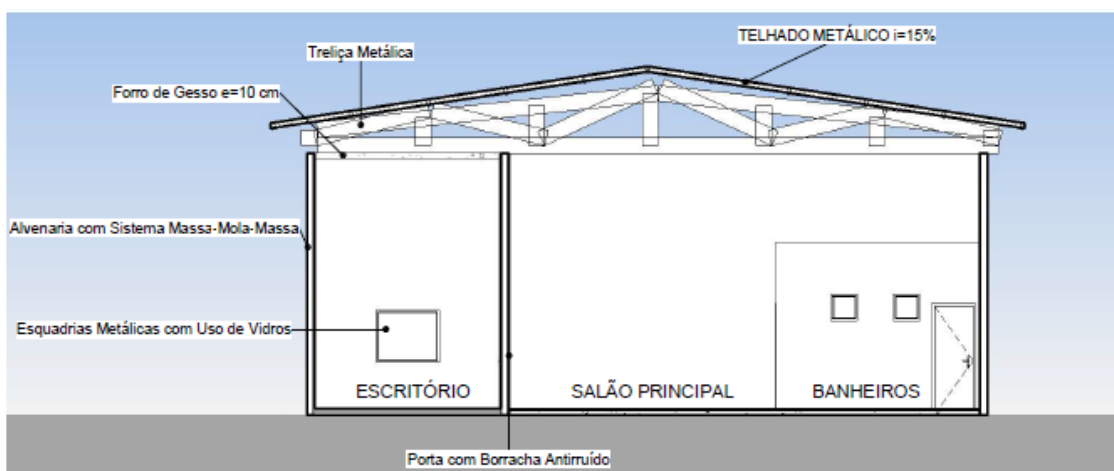 TELHADO METÁLICO i=15%
Treliça Metálica
Forro de Gesso e=10 cm
Alvenaria com Sistema Massa-Mola-Massa
Esquadrias Metálicas com Uso de Vidros
ESCRITÓRIO
SALÃO PRINCIPAL
BANHEIROS
Porta com Borracha Antirruído